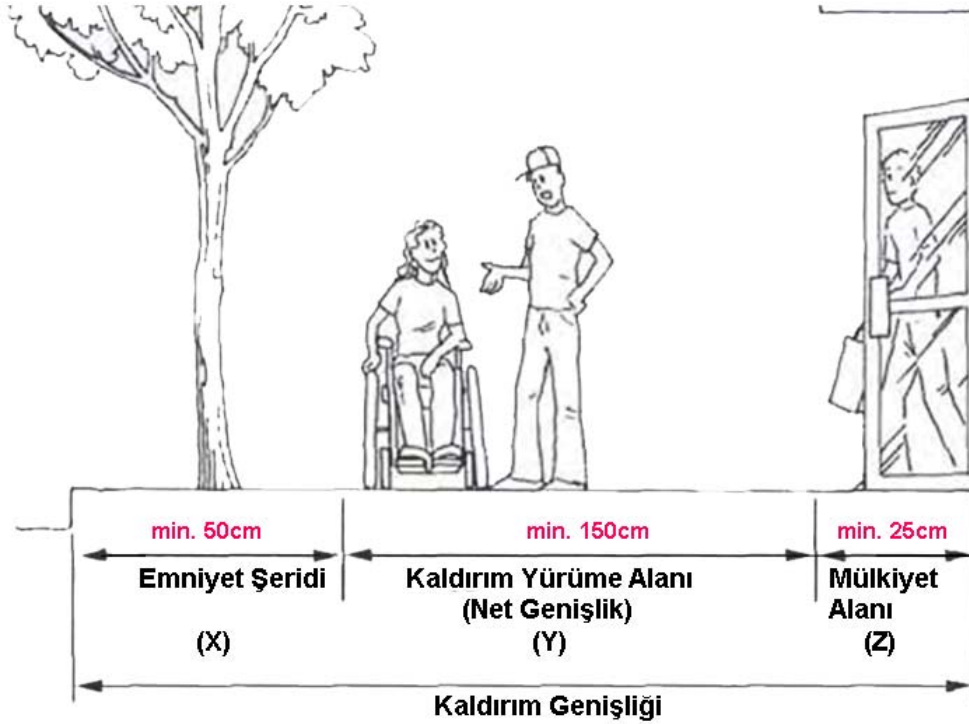 min. 50cm
min. 150cm
min. 25cm
Emniyet Şeridi
Kaldırım Yürüme Alanı
Mülkiyet
(Net Genişlik)
Alanı
(X)
(Y)
(Z)
Kaldırım Genişliği